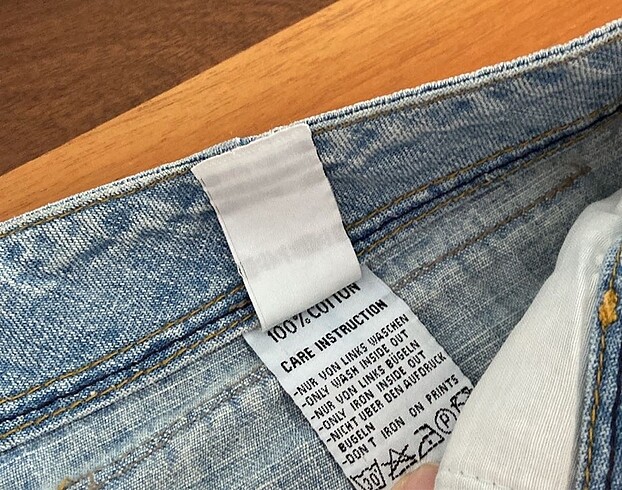 100% COTTON
CARE INSTRUCTION
-NUR VON LINKS WASCHEN
-ONLY WASH INSIDE OUT
-NUR VON LINKS BÜGELN
-ONLY IRON INSIDE OUT
-NICHT ÜBER DEN AUFDRUCK
BÜGELN
-DON'T IRON ON PRINTS
30 P